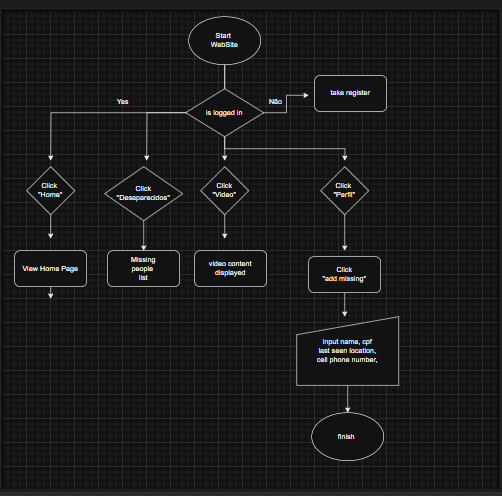 Start
WebSite
Yes
Não
take register
is logged in
Click
"Home"
Click
"Desaparecidos"
Click
"Video"
Click
"Perfil"
View Home Page
Missing
people
list
video content
displayed
Click
"add missing"
input name, cpf
last seen location,
cell phone number,
finish